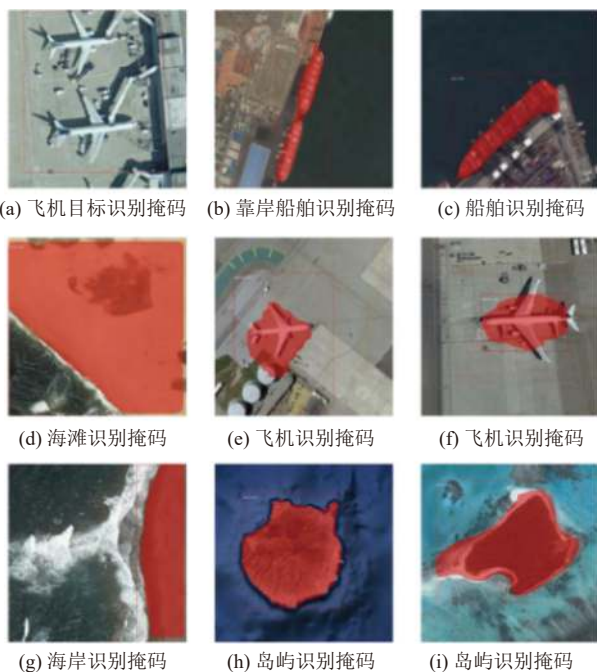 (a) 飞机目标识别掩码 (b) 靠岸船舶识别掩码 (c) 船舶识别掩码
(d) 海滩识别掩码 (e) 飞机识别掩码 (f) 飞机识别掩码
(g) 海岸识别掩码 (h) 岛屿识别掩码 (i) 岛屿识别掩码